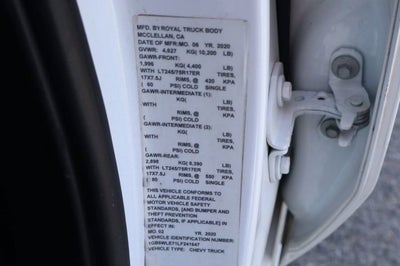 MFD. BY:ROYAL TRUCK BODY
MCCLELLAN, CA
DATE OF MFR:MO. 06 YR. 2020
GVWR: 4,627 KG( 10,200 LB)
GAWR-FRONT:
1,996 KG( 4,400 LB)
WITH LT245/75R17ER TIRES,
17X7.5J RIMS,@ 420 KPA
( 60 PSI) COLD SINGLE
GAWR-INTERMEDIATE (1):
KG( LB)
WITH TIRES,
RIMS, @ KPA
( PSI) COLD
GAWR-INTERMEDIATE (2):
KG( LB)
WITH TIRES,
RIMS, @ KPA
( PSI) COLD
GAWR-REAR:
LB)
WITH LT245/75R17ER TIRES,
17X7.5J RIMS, @ 550 KPA
( 80 PSI) COLD SINGLE
THIS VEHICLE CONFORMS TO
ALL APPLICABLE FEDERAL
MOTOR VEHICLE SAFETY
STANDARDS, [AND BUMPER AND
THEFT PREVENTION
STANDARDS, IF APPLICABLE] IN
EFFECT
MO. 02 YR. 2020
VEHICLE IDENTIFICATION NUMBER:
VEHICLE TYPE: CHEVY TRUCK